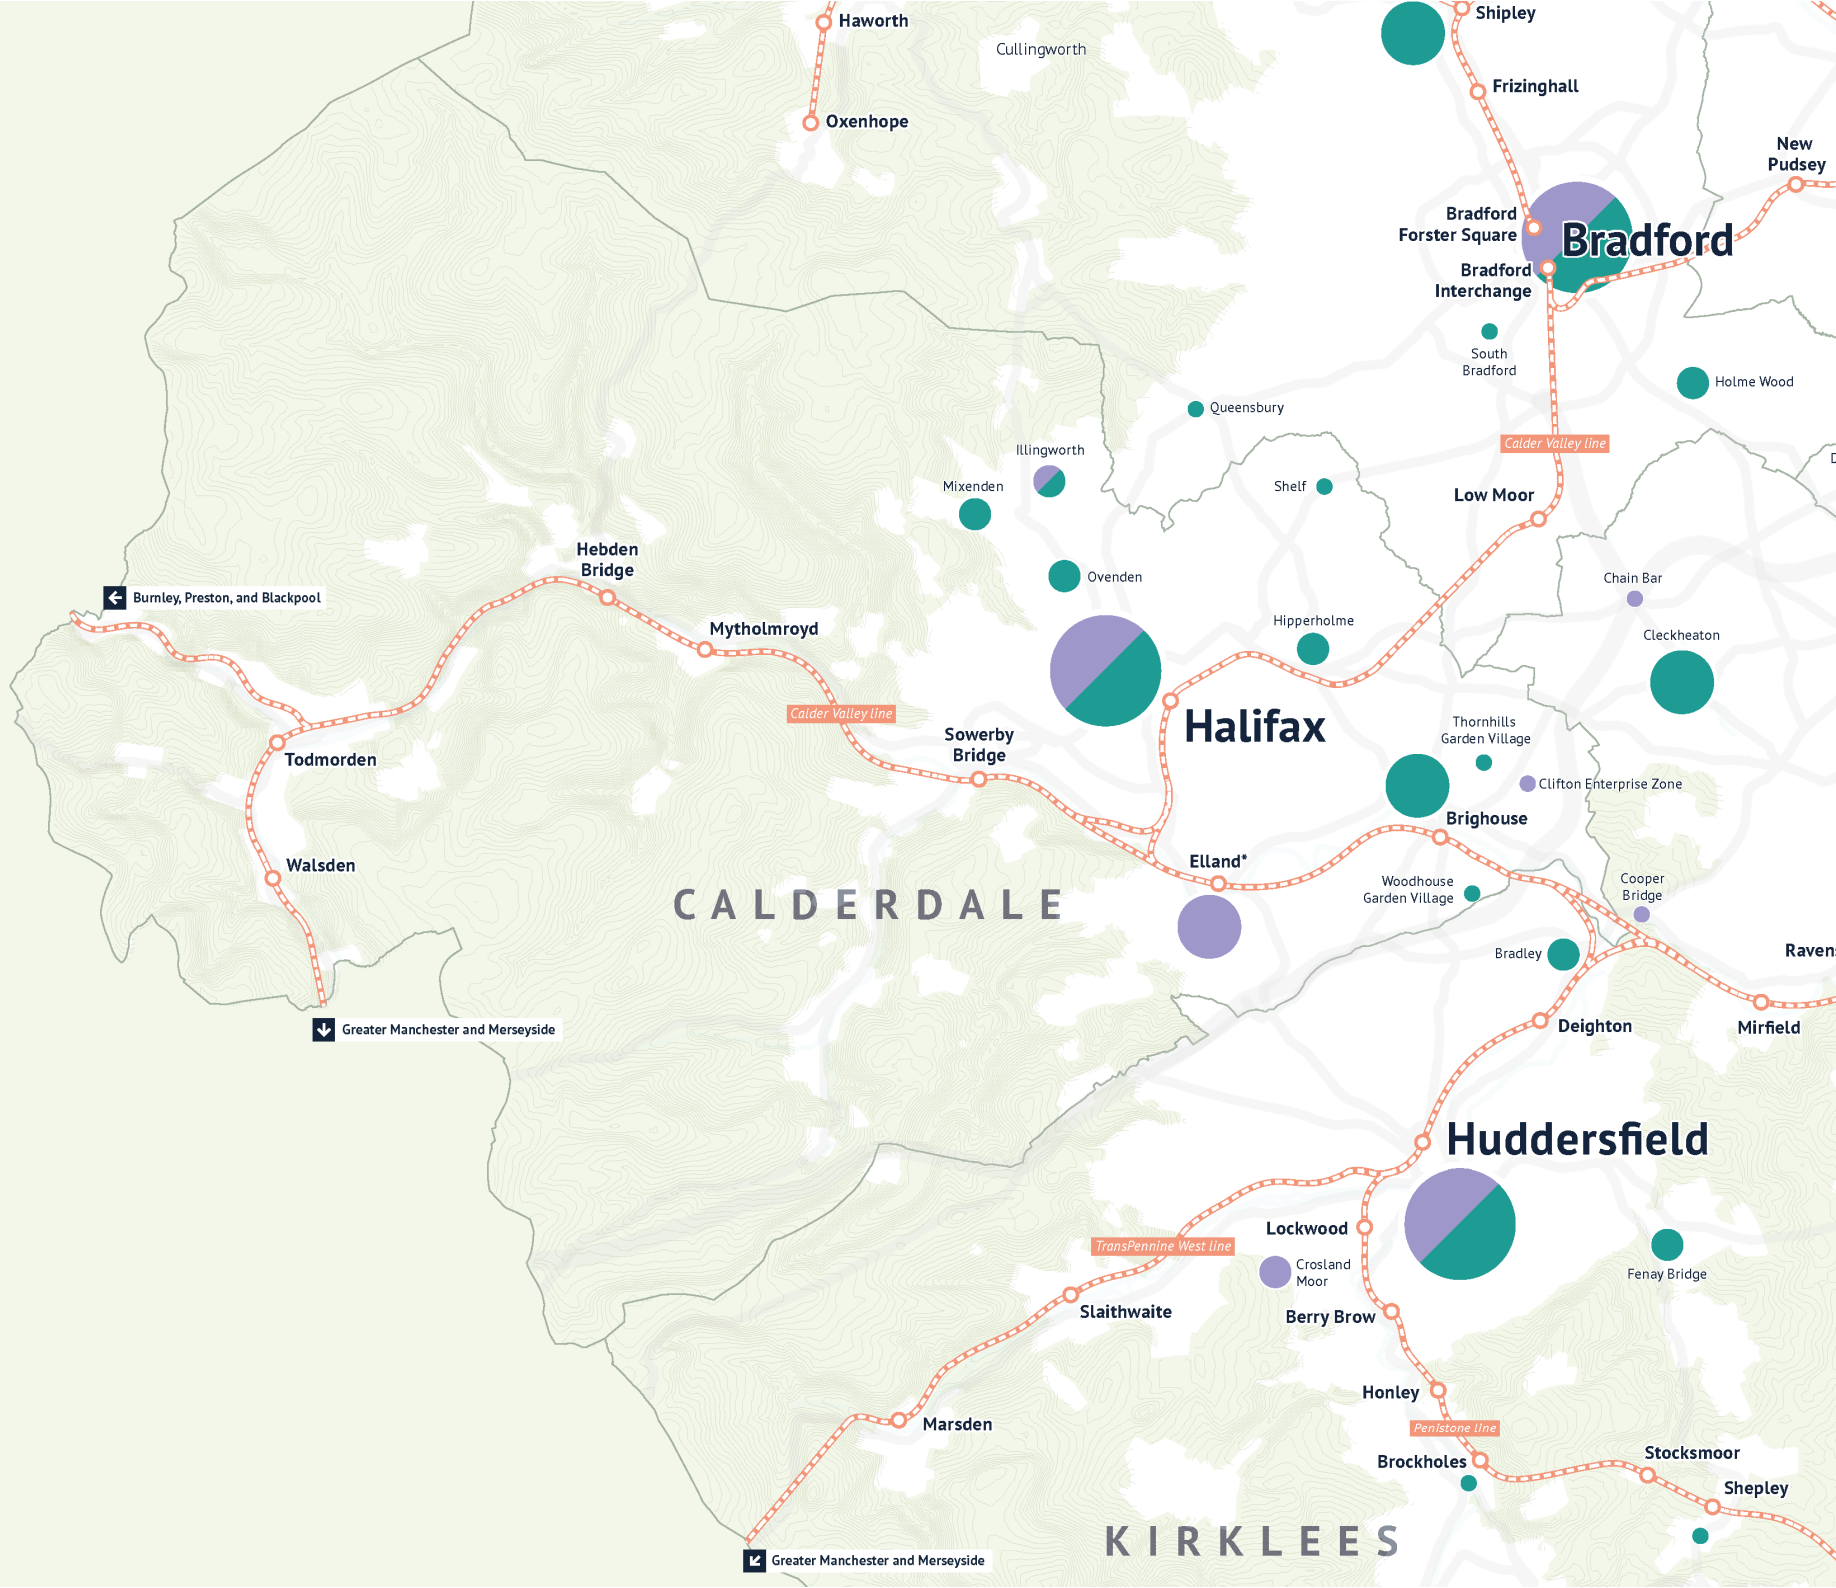 Haworth
Shipley
Cullingworth
Frizinghall
Oxenhope
New
Pudsey
Bradford
Forster Square
Bradford
Bradford
Interchange
South
Bradford
Holme Wood
Queensbury
Calder Valley line
Illingworth
D
Mixenden
Shelf
Low Moor
Hebden
Bridge
Ovenden
Chain Bar
Burnley, Preston, and Blackpool
Hipperholme
Mytholmroyd
Cleckheaton
Calder Valley line
Halifax
Thornhills
Garden Village
Sowerby
Bridge
Todmorden
Clifton Enterprise Zone
Brighouse
Walsden
Elland*
Woodhouse
Garden Village
Cooper
Bridge
CALDERDALE
Bradley
Ravens
Greater Manchester and Merseyside
Deighton
Mirfield
Huddersfield
Lockwood
TransPennine West line
Crosland
Moor
Fenay Bridge
Slaithwaite
Berry Brow
Honley
Marsden
Penistone line
Brockholes
Stocksmoor
Shepley
KIRKLEES
Greater Manchester and Merseyside